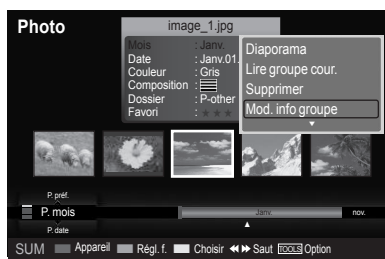 Photo
image_1.jpg
Mois : Janv.
Date : Janv.01.
Couleur : Gris
Composition :
Dossier : P-other
Favori : ★★★
Diaporama
Lire groupe cour.
Supprimer
Mod. info groupe
P. préf.
P. mois
Janv.
nov.
P. date
SUM Appareil Régl. f. Choisir ◄◄ ►► Saut TOOLS Option